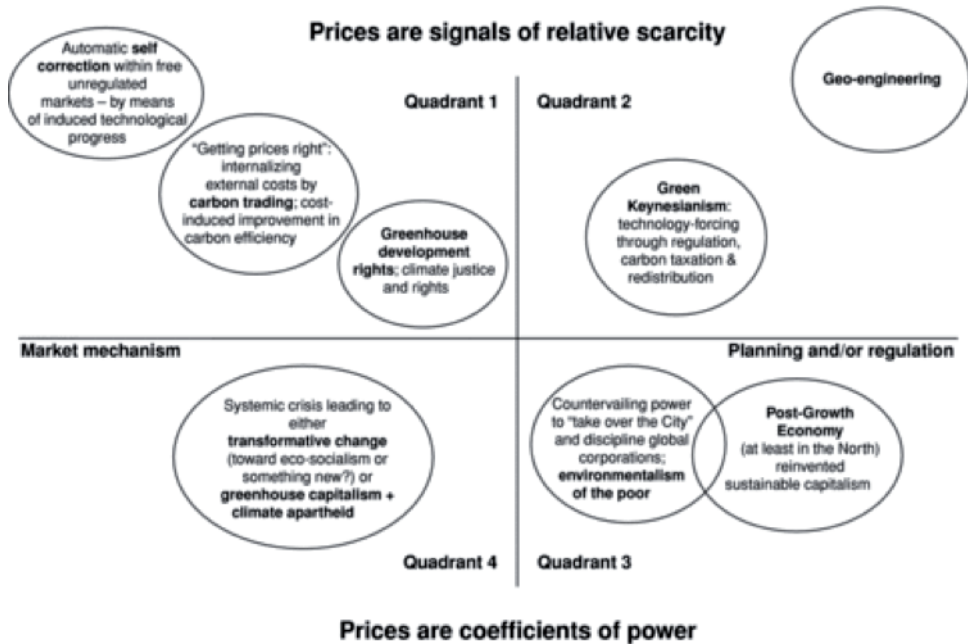 Prices are signals of relative scarcity
Automatic self
correction within free
unregulated
markets – by means
of induced technological
progress
Quadrant 1
Quadrant 2
Geo-engineering
“Getting prices right”:
internalizing
external costs by
carbon trading; cost-
induced improvement in
carbon efficiency
Greenhouse
development
rights; climate justice
and rights
Green
Keynesianism:
technology-forcing
through regulation,
carbon taxation &
redistribution
Market mechanism
Planning and/or regulation
Systemic crisis leading to
either
transformative change
(toward eco-socialism or
something new?) or
greenhouse capitalism +
climate apartheid
Countervailing power
to “take over the City”
and discipline global
corporations;
environmentalism
of the poor
Post-Growth
Economy
(at least in the North)
reinvented
sustainable capitalism
Quadrant 4
Quadrant 3
Prices are coefficients of power